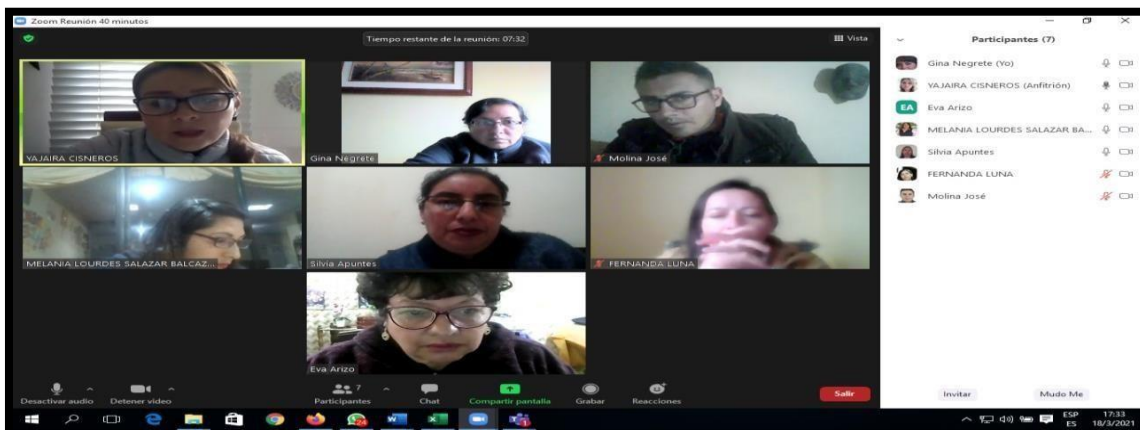 Zoom Reunión 40 minutos
Tiempo restante de la reunión: 07:32
Vista
YAJAIRA CISNEROS
Gina Negrete
Molina José
MELANIA LOURDES SALAZAR BALCAZ...
Silvia Apuntes
FERNANDA LUNA
Eva Arizo
Desactivar audio
Detener video
7
Participantes
Chat
Compartir pantalla
Grabar
Reacciones
Salir
Participantes (7)
Gina Negrete (Yo)
YAJAIRA CISNEROS (Anfitrión)
EA Eva Arizo
MELANIA LOURDES SALAZAR BA...
Silvia Apuntes
FERNANDA LUNA
Molina José
Invitar
Mudo Me
ESP 17:33
ES 18/3/2021